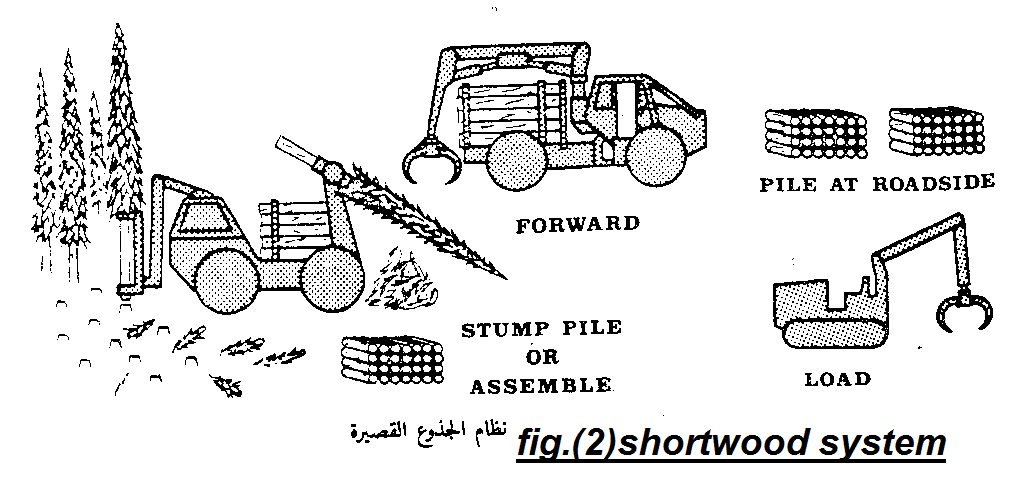 FORWARD
PILE AT ROADSIDE
STUMP PILE
OR
ASSEMBLE
LOAD
نظام الجذوع القصيرة
fig.(2)shortwood system